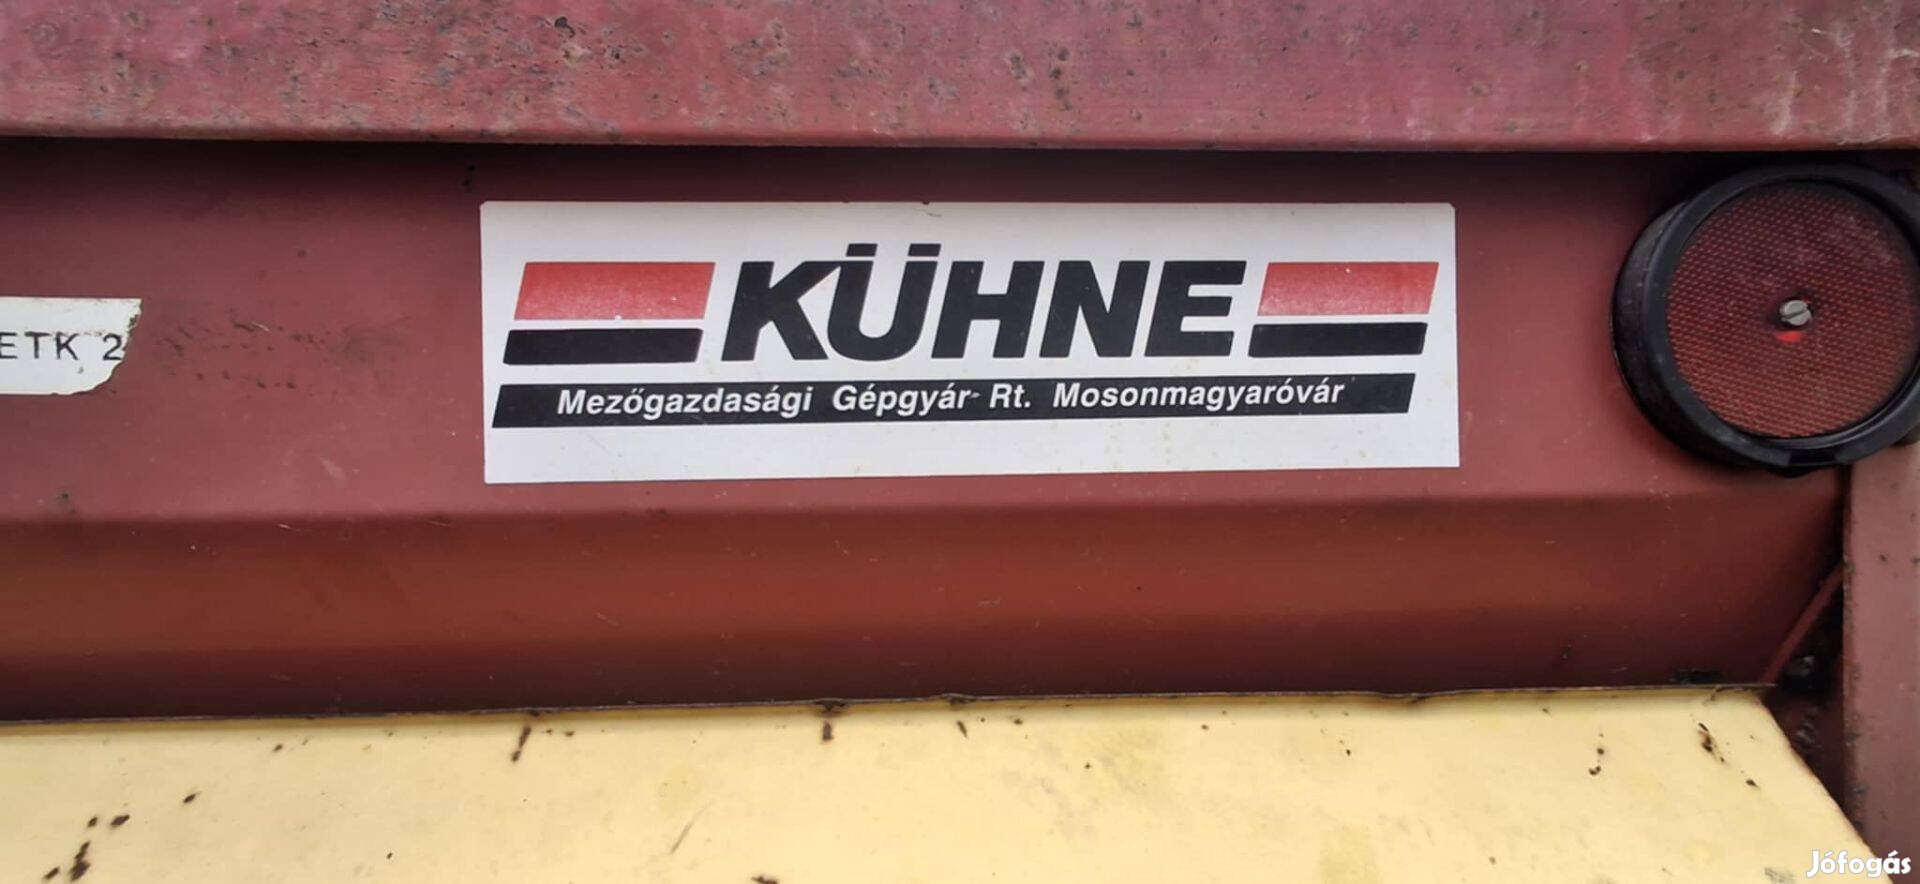 KÜHNE
Mezőgazdasági Gépgyár Rt. Mosonmagyaróvár
ETK 2
Jófogás